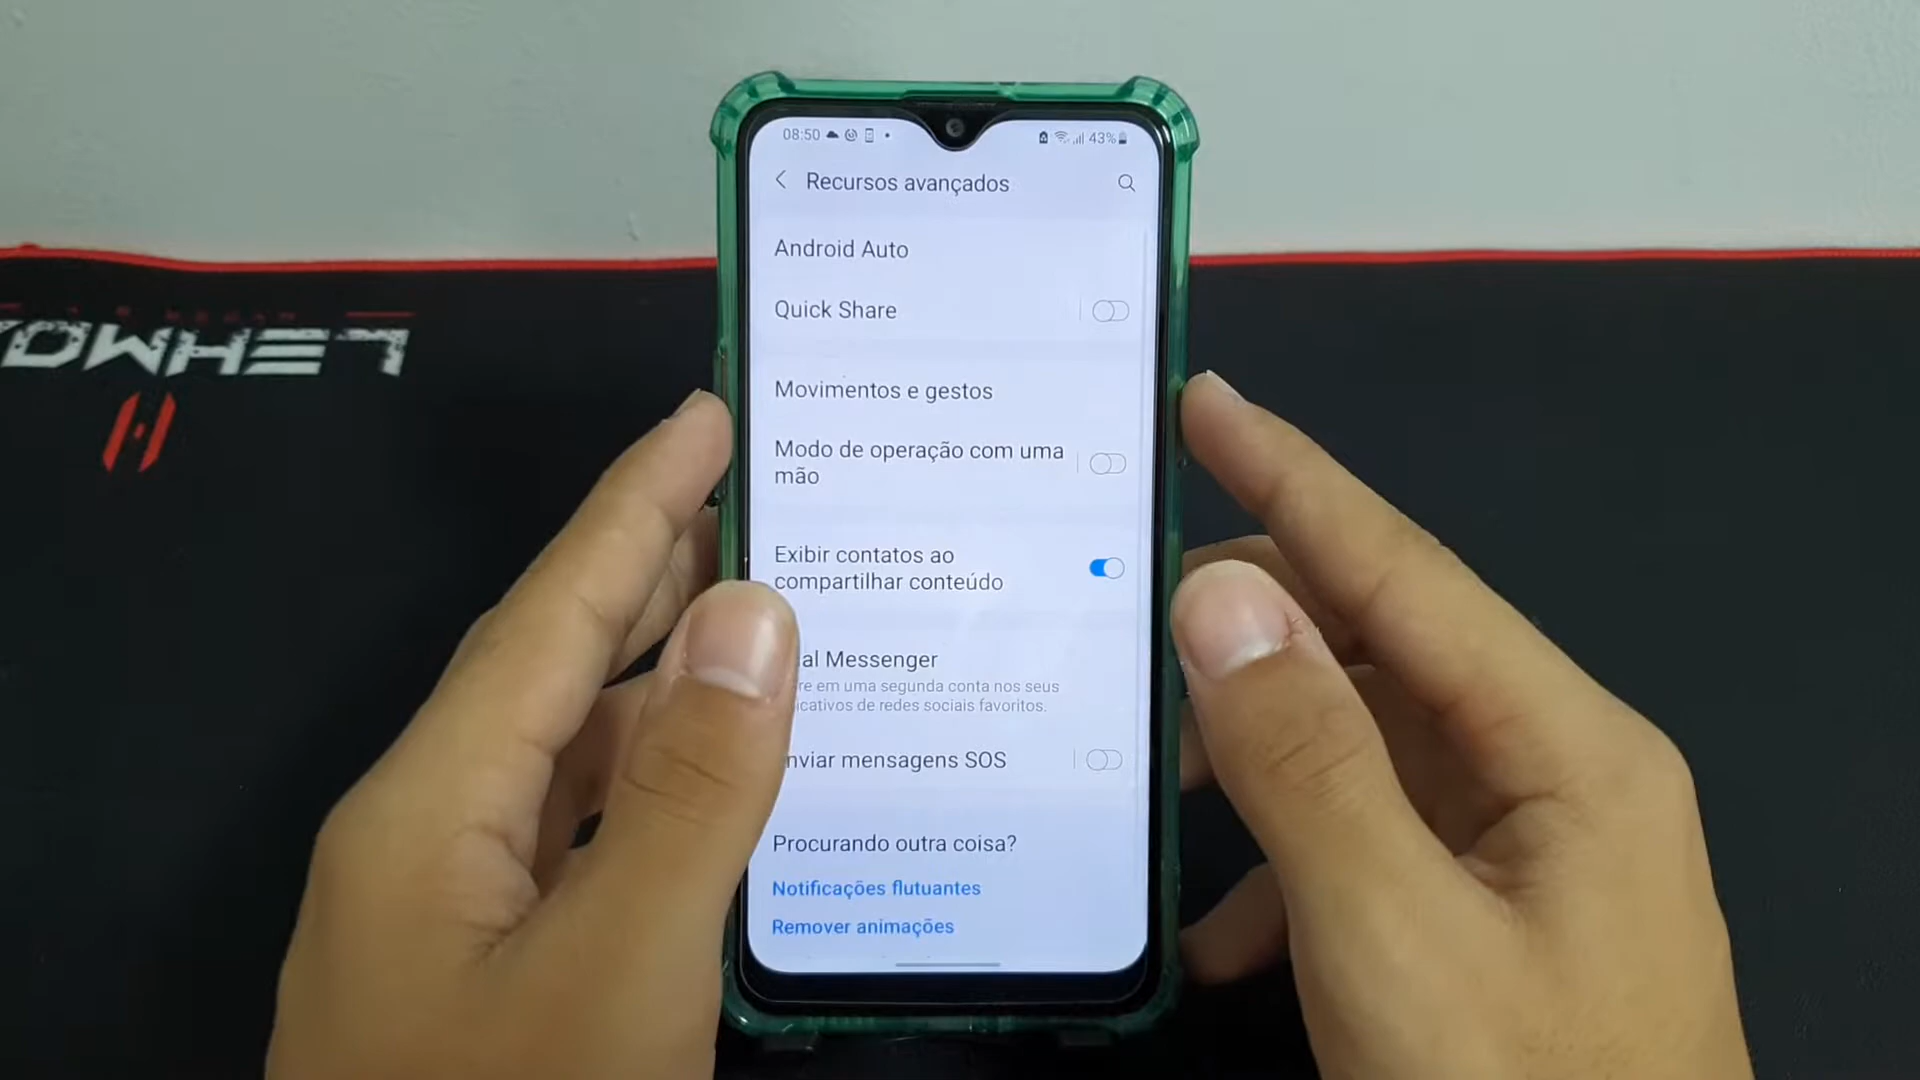 08:50
43%
Recursos avançados
Android Auto
Quick Share
Movimentos e gestos
Modo de operação com uma
mão
Exibir contatos ao
compartilhar conteúdo
al Messenger
re em uma segunda conta nos seus
icativos de redes sociais favoritos.
nviar mensagens SOS
Procurando outra coisa?
Notificações flutuantes
Remover animações
LEHMO